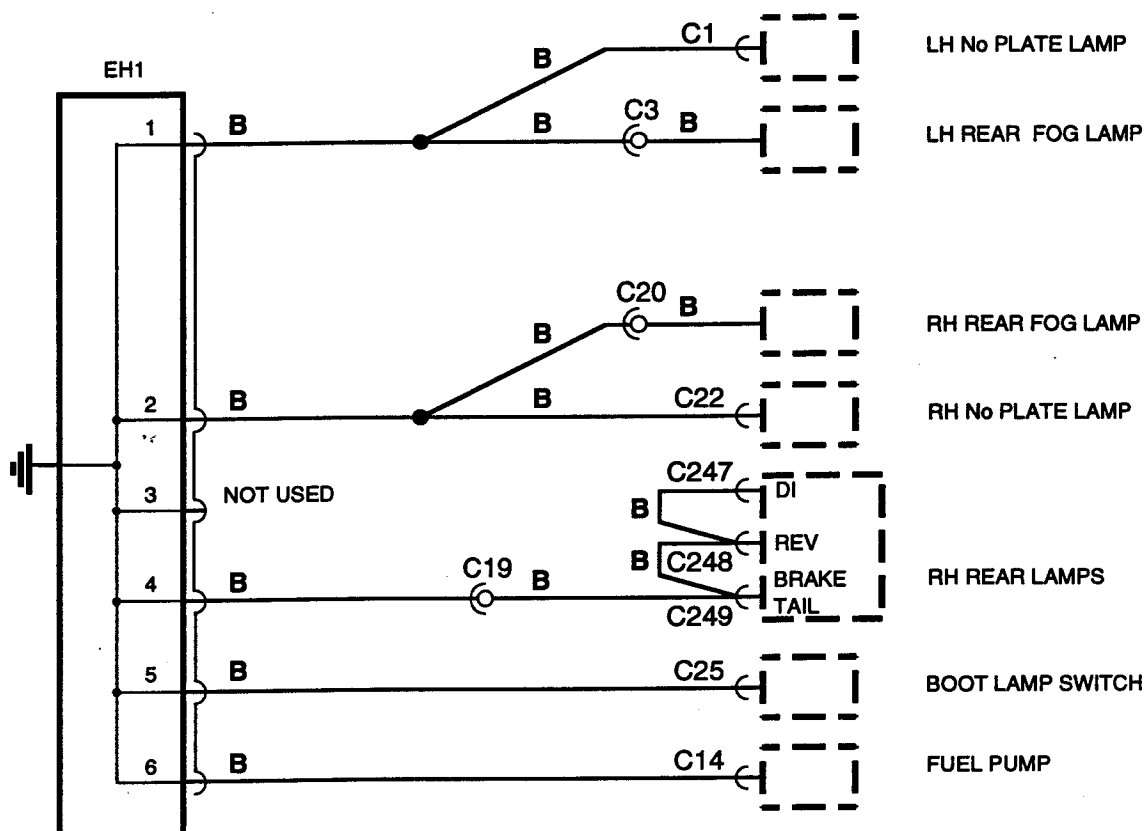 C1
LH No PLATE LAMP
B
EH1
1
B
B
C3
B
LH REAR FOG LAMP
C20
B
RH REAR FOG LAMP
B
2
B
B
C22
RH No PLATE LAMP
C247
DI
3
NOT USED
B
REV
C248
B
4
B
C19
B
BRAKE
TAIL
RH REAR LAMPS
C249
5
B
C25
BOOT LAMP SWITCH
6
B
C14
FUEL PUMP